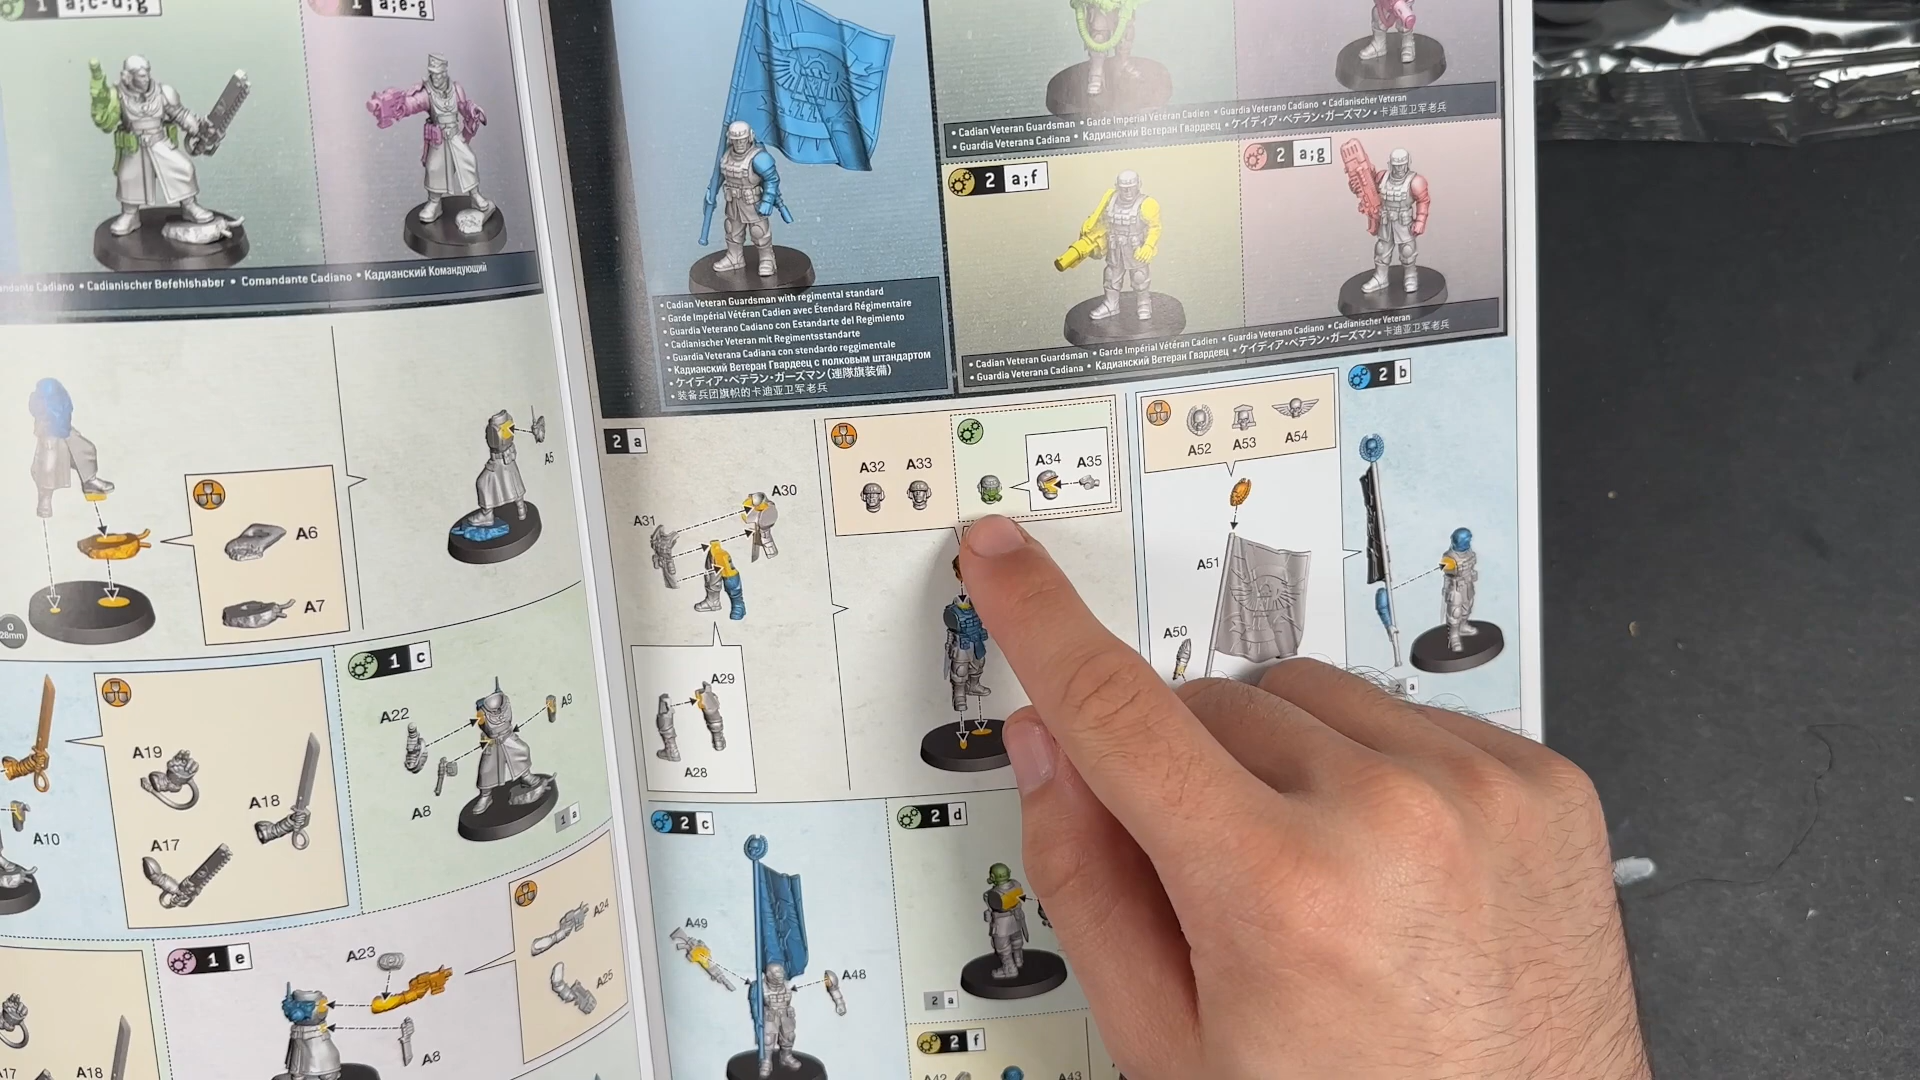 1 a;c-d;g
1 a;e-g
Cadiano • Cadianischer Befehlshaber • Comandante Cadiano • Кадианский Командующий
• Cadian Veteran Guardsman with regimental standard
• Garde Impérial Vétéran Cadien avec Étendard Régimentaire
• Guardia Veterano Cadiano con Estandarte del Regimiento
• Cadianischer Veteran mit Regimentsstandarte
• Guardia Veterana Cadiana con stendardo reggimentale
• Кадианский Ветеран Гвардеец с полковым штандартом
• ケイディア・ベテラン・ガーズマン（連隊旗装備）
• 装备兵团旗帜的卡迪亚卫军老兵
• Cadian Veteran Guardsman • Garde Impérial Vétéran Cadien • Guardia Veterano Cadiano • Cadianischer Veteran
• Guardia Veterana Cadiana • Кадианский Ветеран Гвардеец • ケイディア・ベテラン・ガーズマン • 卡迪亚卫军老兵
2 a;f
2 a;g
• Cadian Veteran Guardsman • Garde Impérial Vétéran Cadien • Guardia Veterano Cadiano • Cadianischer Veteran
• Guardia Veterana Cadiana • Кадианский Ветеран Гвардеец • ケイディア・ベテラン・ガーズマン • 卡迪亚卫军老兵
A5
A6
A7
Ø
28mm
1 c
A22
A9
A8
1 a
A19
A18
A17
A10
1 e
A23
A24
A25
A8
A17
A18
2 a
A30
A31
A29
A28
A32 A33
A34 A35
A52 A53 A54
A51
A50
2 b
2 a
2 c
A49
A48
2 d
2 a
2 f
A42
A43